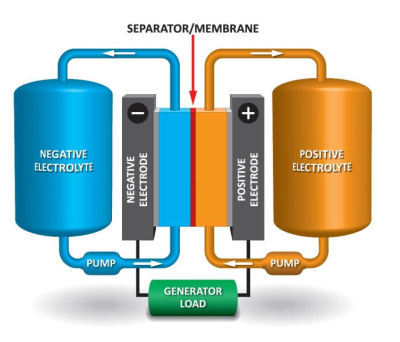 SEPARATOR/MEMBRANE
NEGATIVE
ELECTROLYTE
NEGATIVE
ELECTRODE
POSITIVE
ELECTRODE
POSITIVE
ELECTROLYTE
PUMP
PUMP
GENERATOR
LOAD